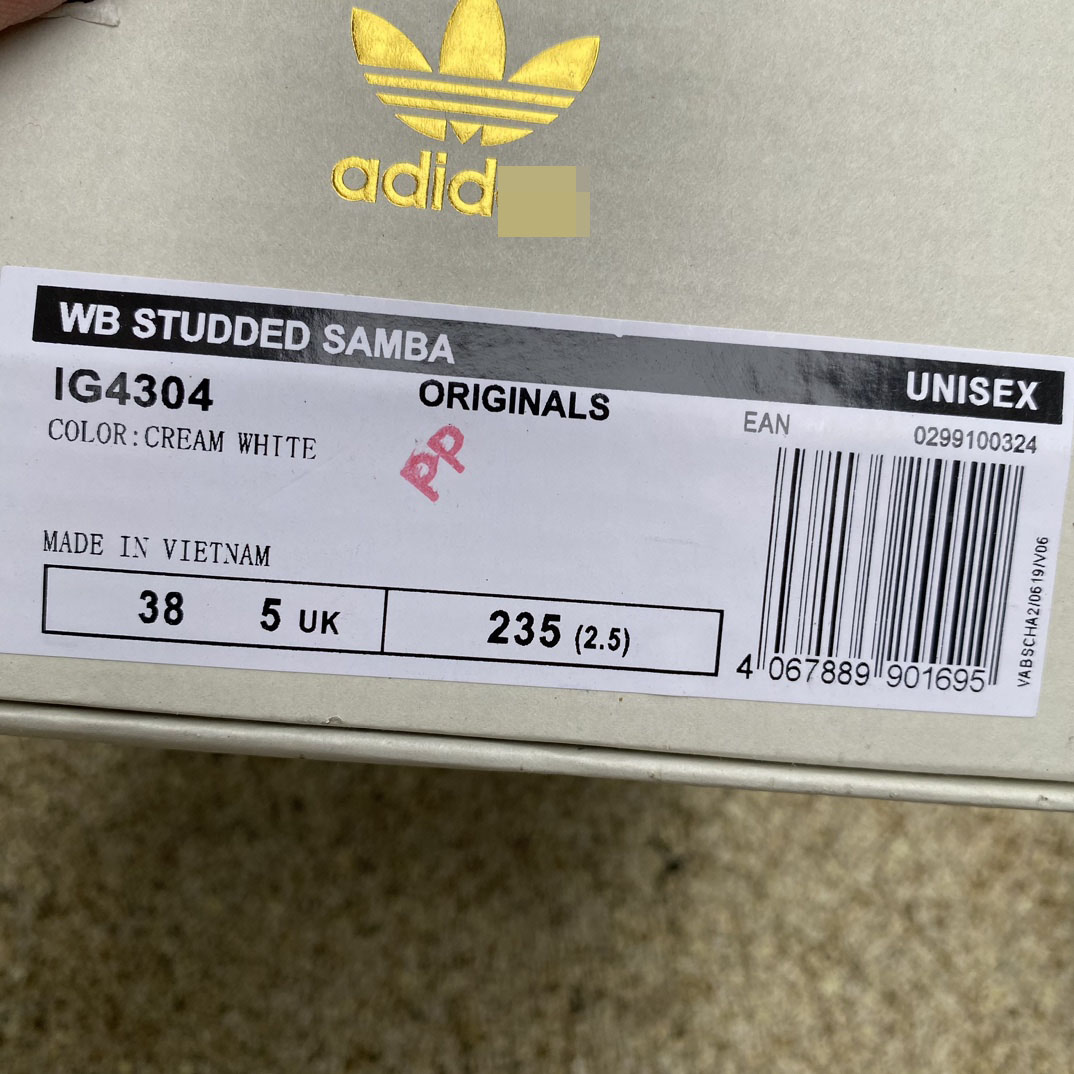 adid
WB STUDDED SAMBA
UNISEX
IG4304
ORIGINALS
COLOR:CREAM WHITE
EAN
0299100324
PP
MADE IN VIETNAM
38 5 UK 235 (2.5)
4 067889 901695
VABSCHA2/0619/V06